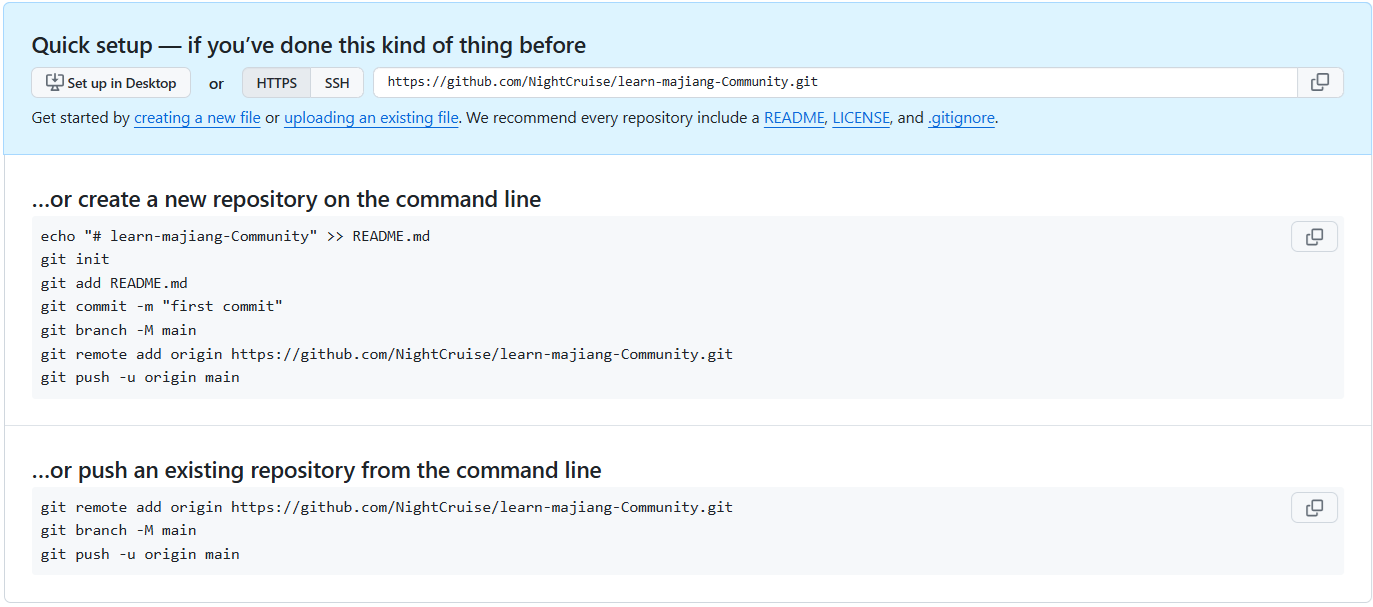 Quick setup — if you’ve done this kind of thing before
Set up in Desktop or HTTPS SSH https://github.com/NightCruise/learn-majiang-Community.git
Get started by creating a new file or uploading an existing file. We recommend every repository include a README, LICENSE, and .gitignore.
…or create a new repository on the command line
echo "# learn-majiang-Community" >> README.md
git init
git add README.md
git commit -m "first commit"
git branch -M main
git remote add origin https://github.com/NightCruise/learn-majiang-Community.git
git push -u origin main
…or push an existing repository from the command line
git remote add origin https://github.com/NightCruise/learn-majiang-Community.git
git branch -M main
git push -u origin main